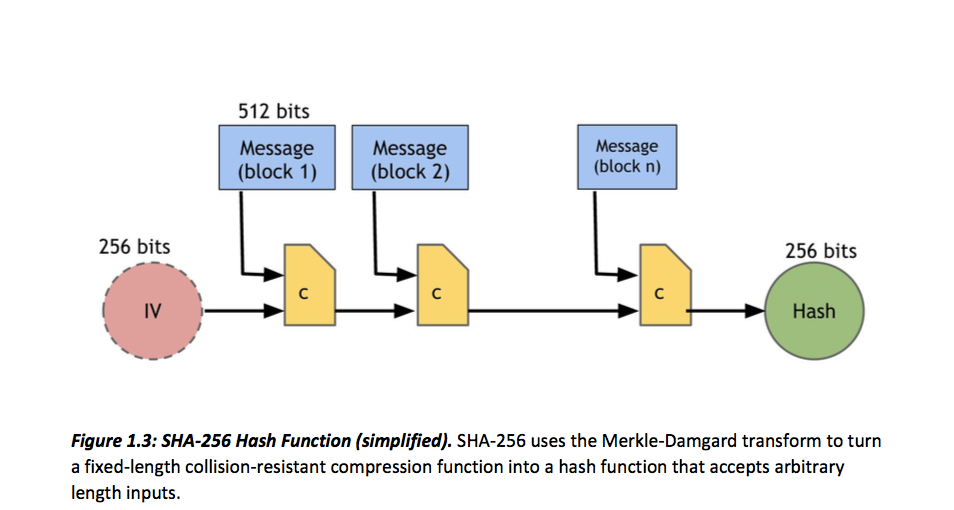 512 bits
Message
(block 1)
Message
(block 2)
Message
(block n)
256 bits
IV
C
C
C
256 bits
Hash
Figure 1.3: SHA-256 Hash Function (simplified). SHA-256 uses the Merkle-Damgard transform to turn
a fixed-length collision-resistant compression function into a hash function that accepts arbitrary
length inputs.